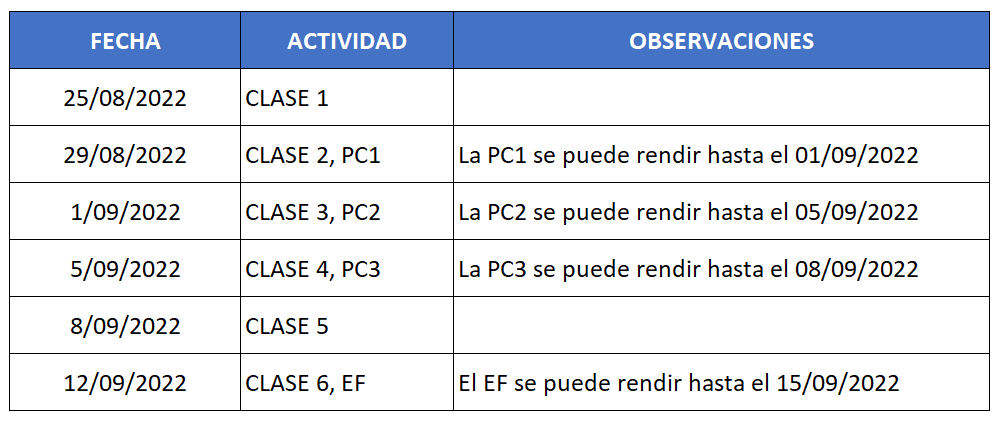 FECHA ACTIVIDAD OBSERVACIONES
25/08/2022 CLASE 1
29/08/2022 CLASE 2, PC1 La PC1 se puede rendir hasta el 01/09/2022
1/09/2022 CLASE 3, PC2 La PC2 se puede rendir hasta el 05/09/2022
5/09/2022 CLASE 4, PC3 La PC3 se puede rendir hasta el 08/09/2022
8/09/2022 CLASE 5
12/09/2022 CLASE 6, EF El EF se puede rendir hasta el 15/09/2022